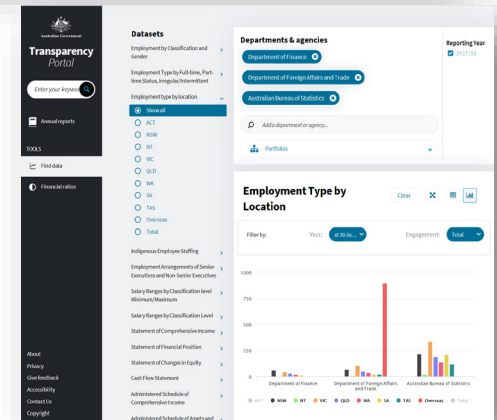 Australian Government
Transparency
Portal
Enter your keywor
Annual reports
TOOLS
Find data
Financial ratios
About
Privacy
Give feedback
Accessibility
Contact Us
Copyright
Datasets
Employment by Classification and
Gender
Employment Type by Full-time, Part-
time Status, Irregular/Intermittent
Employment type by location
Show all
ACT
NSW
NT
VIC
QLD
WA
SA
TAS
Overseas
Total
Indigenous Employee Staffing
Employment Arrangements of Senior
Executives and Non-Senior Executives
Salary Ranges by Classification level
Minimum/Maximum
Salary Ranges by Classification Level
Statement of Comprehensive Income
Statement of Financial Position
Statement of Changes in Equity
Cash Flow Statement
Administered Schedule of
Comprehensive Income
Administered Schedule of Assets and
Departments & agencies
Department of Finance
Department of Foreign Affairs and Trade
Australian Bureau of Statistics
Add a department or agency...
Portfolios
Reporting Year
2017/18
Employment Type by
Location
Clear
Filter by:
Year:
at 30 Ju...
Engagement:
Total
1000
750
500
250
0
Department of Finance
Department of Foreign Affairs
and Trade
Australian Bureau of Statistics
ACT NSW NT VIC QLD WA SA TAS Overseas Total